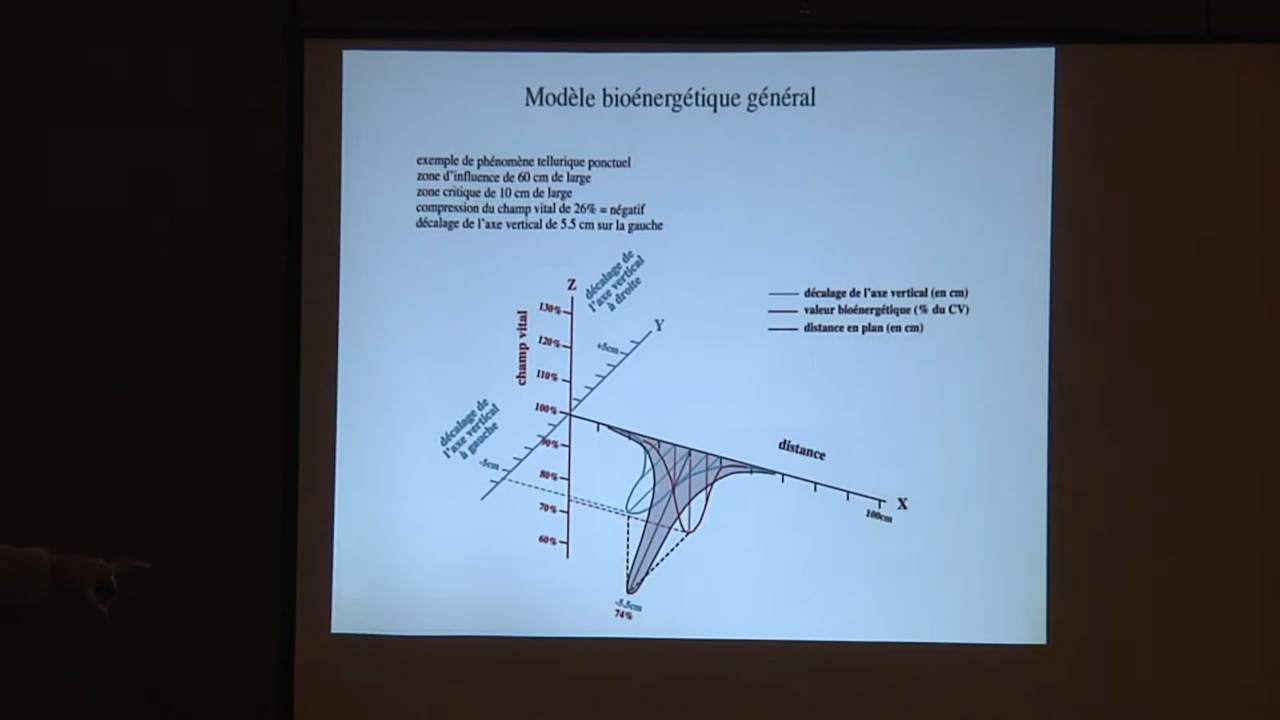 Modèle bioénergétique général
exemple de phénomène tellurique ponctuel
zone d'influence de 60 cm de large
zone critique de 10 cm de large
compression du champ vital de 26% = négatif
décalage de l'axe vertical de 5.5 cm sur la gauche
décalage de
l'axe vertical
à droite
Z
130%
120%
110%
100%
90%
80%
70%
60%
champ vital
Y
+5cm
décalage de l'axe vertical (en cm)
valeur bioénergétique (% du CV)
distance en plan (en cm)
décalage de
l'axe vertical
à gauche
-5cm
distance
X
100cm
-5.5cm
74%